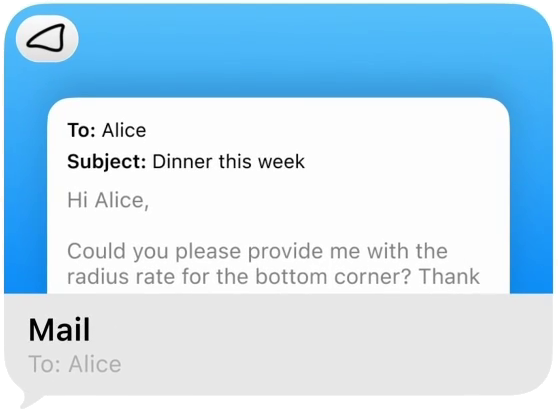 To: Alice
Subject: Dinner this week
Hi Alice,
Could you please provide me with the
radius rate for the bottom corner? Thank
Mail
To: Alice